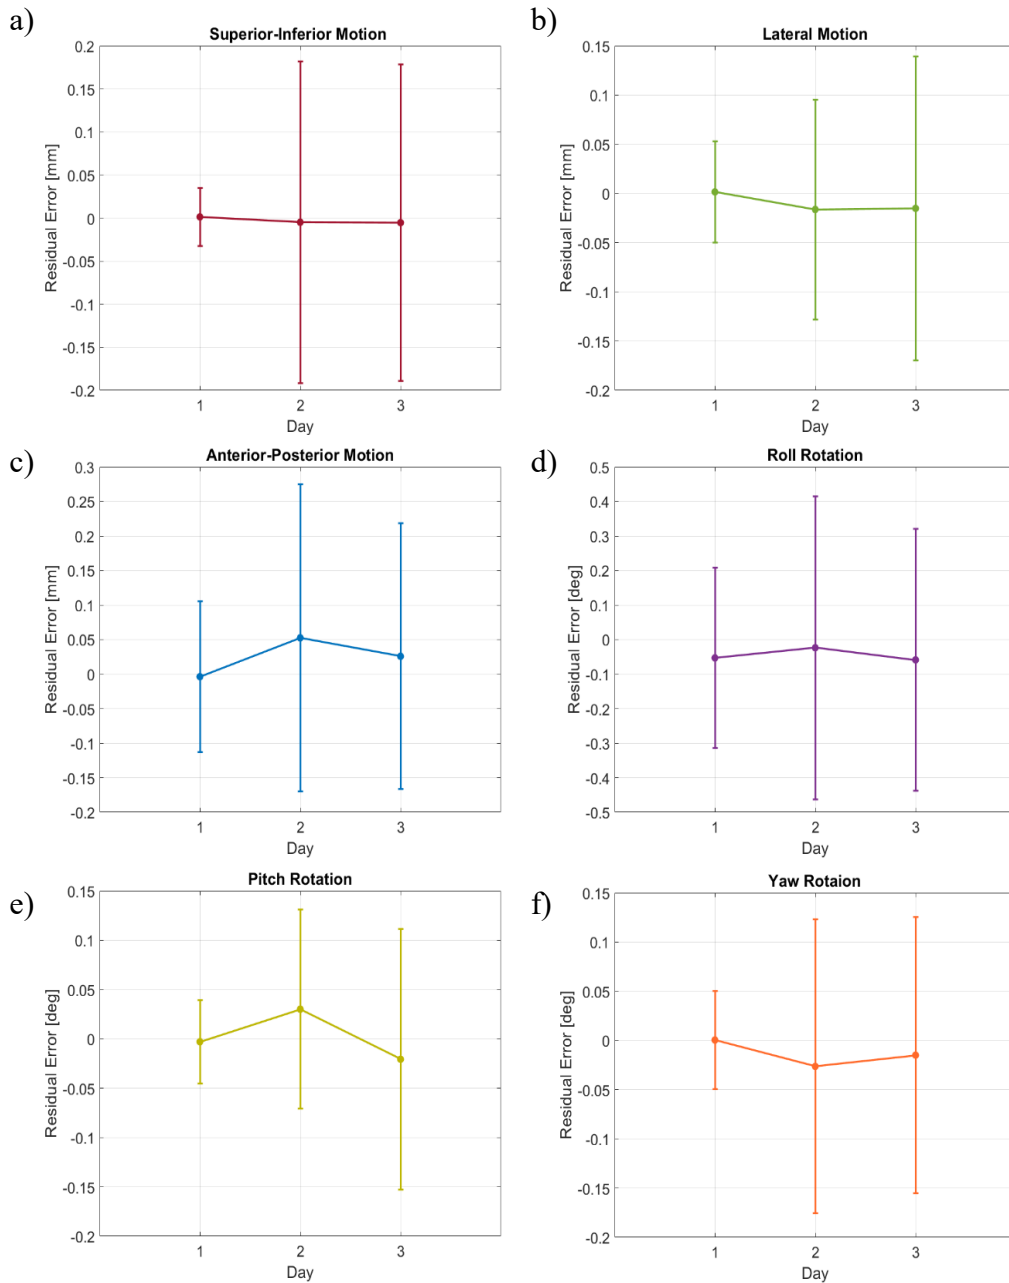 a)
Superior-Inferior Motion
0.2
0.15
0.1
0.05
0
-0.05
-0.1
-0.15
-0.2
Residual Error [mm]
1 2 3
Day
b)
Lateral Motion
0.15
0.1
0.05
0
-0.05
-0.1
-0.15
-0.2
Residual Error [mm]
1 2 3
Day
c)
Anterior-Posterior Motion
0.3
0.25
0.2
0.15
0.1
0.05
0
-0.05
-0.1
-0.15
-0.2
Residual Error [mm]
1 2 3
Day
d)
Roll Rotation
0.5
0.4
0.3
0.2
0.1
0
-0.1
-0.2
-0.3
-0.4
-0.5
Residual Error [deg]
1 2 3
Day
e)
Pitch Rotation
0.15
0.1
0.05
0
-0.05
-0.1
-0.15
-0.2
Residual Error [deg]
1 2 3
Day
f)
Yaw Rotaion
0.15
0.1
0.05
0
-0.05
-0.1
-0.15
-0.2
Residual Error [deg]
1 2 3
Day